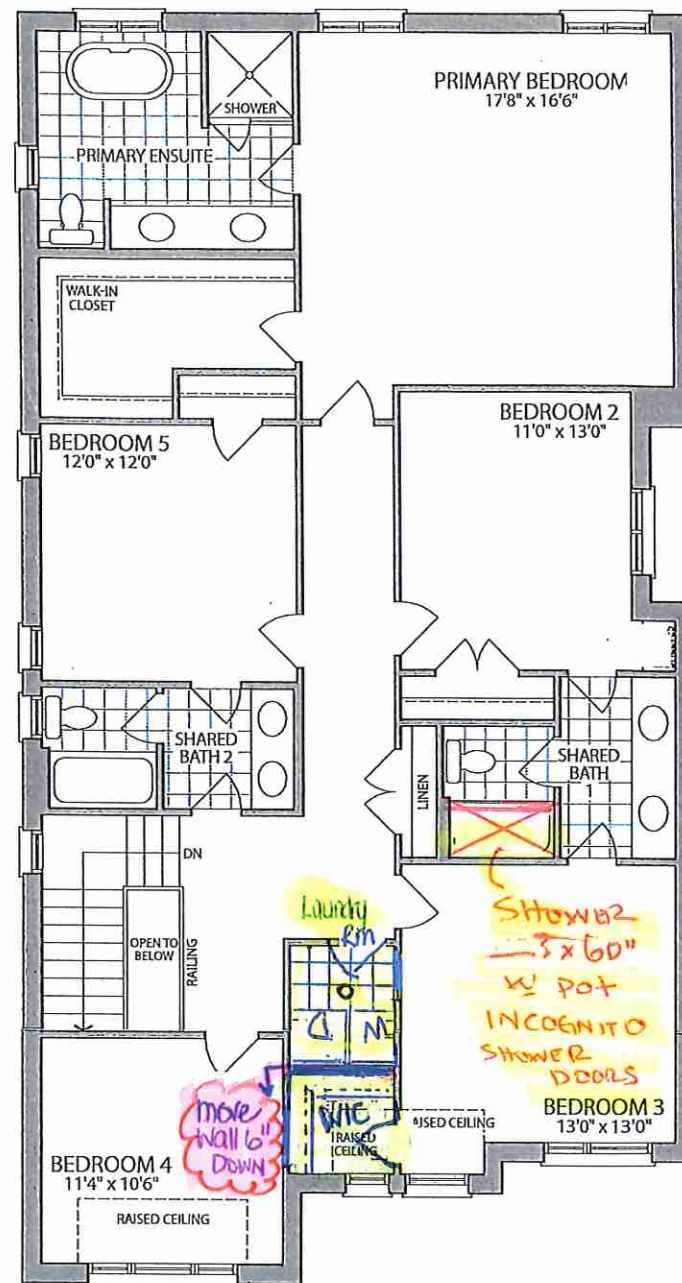 PRIMARY BEDROOM
17'8" x 16'6"
SHOWER
PRIMARY ENSUITE
WALK-IN
CLOSET
BEDROOM 2
11'0" x 13'0"
BEDROOM 5
12'0" x 12'0"
SHARED
BATH 2
LINEN
SHARED
BATH
1
DN
OPEN TO
BELOW
RAILING
Laundry
Rm
D
W
SHOWER
x 60"
W POT
INCOGNITO
SHOWER
DOORS
BEDROOM 3
13'0" x 13'0"
more
Wall 6"
DOWN
WIC
RAISED
CEILING
USED CEILING
BEDROOM 4
11'4" x 10'6"
RAISED CEILING